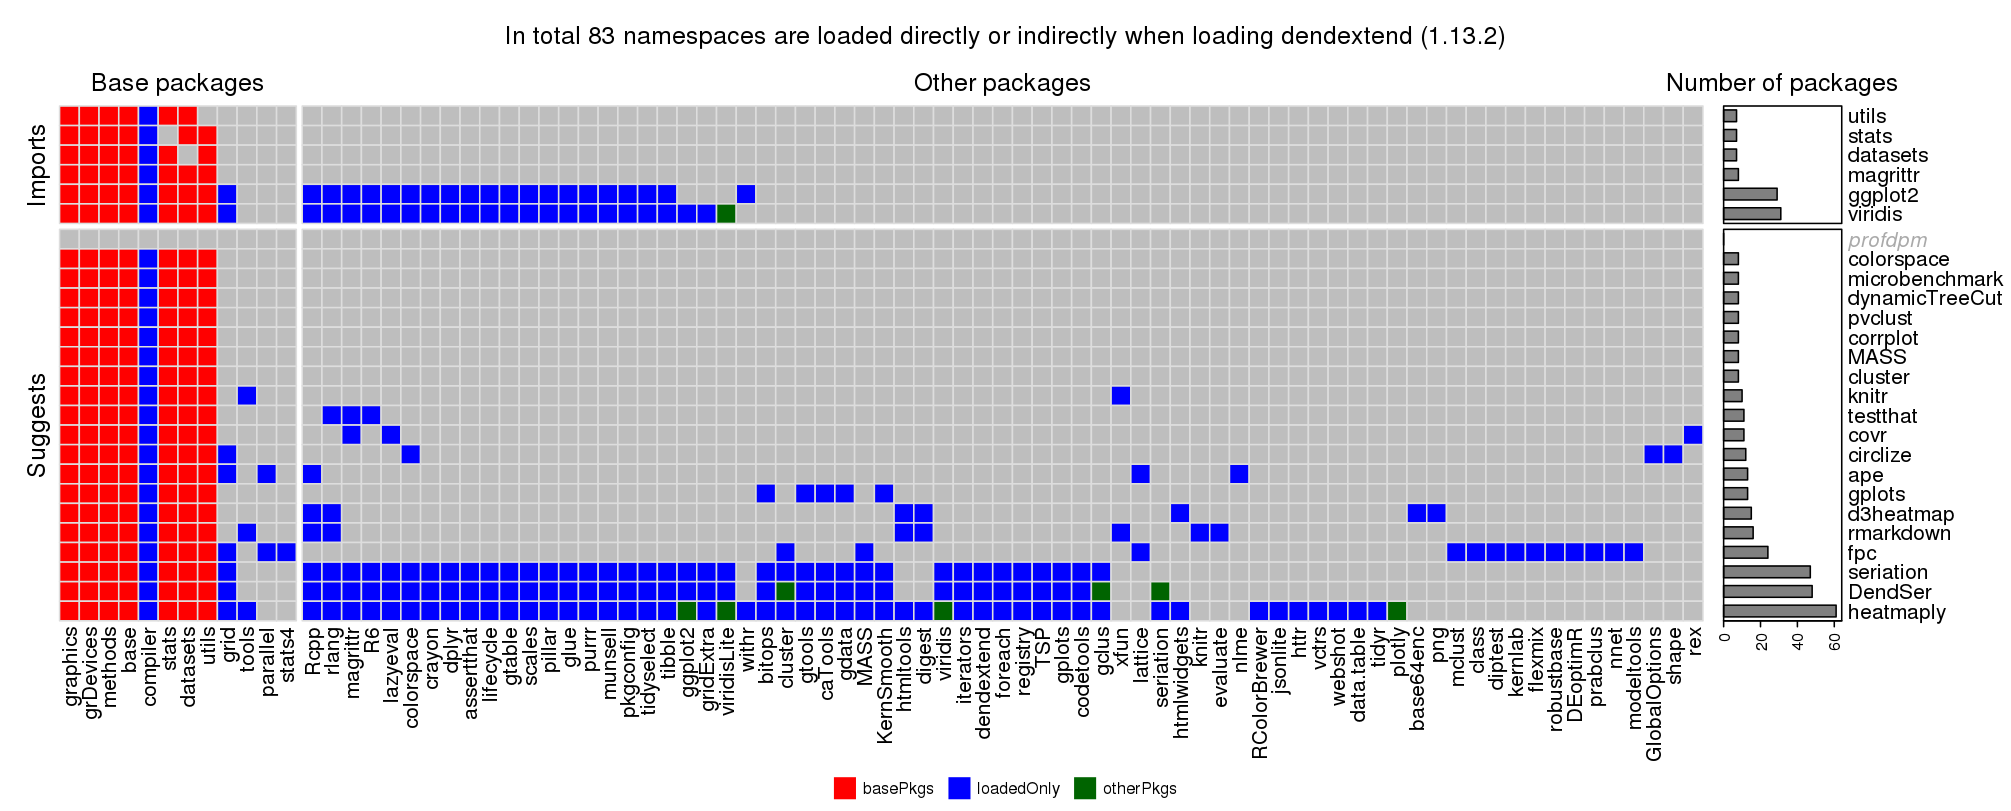 In total 83 namespaces are loaded directly or indirectly when loading dendextend (1.13.2)
Base packages
Other packages
Number of packages
Imports
utils
stats
datasets
magrittr
ggplot2
viridis
Suggests
profdpm
colorspace
microbenchmark
dynamicTreeCut
pvclust
corrplot
MASS
cluster
knitr
testthat
covr
circlize
ape
gplots
d3heatmap
rmarkdown
fpc
seriation
DendSer
heatmaply
0
20
40
60
graphics
grDevices
methods
base
compiler
stats
datasets
utils
grid
tools
parallel
stats4
Rcpp
rlang
magrittr
R6
lazyeval
colorspace
crayon
dplyr
assertthat
lifecycle
gtable
scales
pillar
glue
purrr
munsell
pkgconfig
tidyselect
tibble
ggplot2
gridExtra
viridisLite
withr
bitops
cluster
gtools
caTools
gdata
MASS
KernSmooth
htmltools
digest
viridis
iterators
dendextend
foreach
registry
TSP
gplots
codetools
gclus
xfun
lattice
seriation
htmlwidgets
knitr
evaluate
nlme
RColorBrewer
jsonlite
httr
vctrs
webshot
data.table
tidyr
plotly
base64enc
png
mclust
class
diptest
kernlab
flexmix
robustbase
DEoptimR
prabclus
nnet
modeltools
GlobalOptions
shape
rex
basePkgs
loadedOnly
otherPkgs